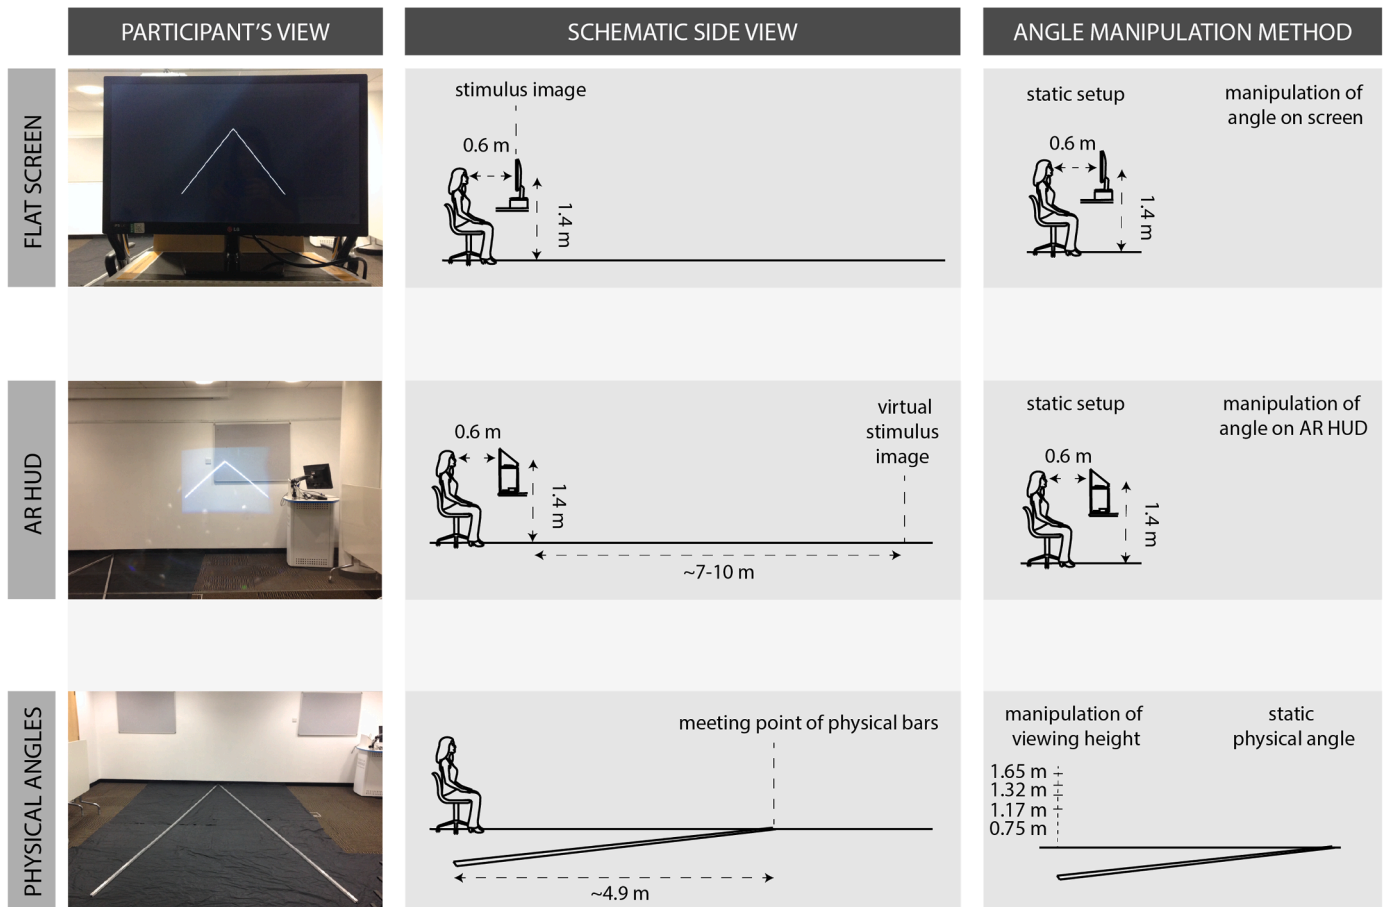 PARTICIPANT'S VIEW
SCHEMATIC SIDE VIEW
ANGLE MANIPULATION METHOD
FLAT SCREEN
LG
stimulus image
0.6 m
1.4 m
static setup
manipulation of
angle on screen
0.6 m
1.4 m
AR HUD
0.6 m
1.4 m
virtual
stimulus
image
~7-10 m
static setup
manipulation of
angle on AR HUD
0.6 m
1.4 m
PHYSICAL ANGLES
meeting point of physical bars
~4.9 m
manipulation of
viewing height
static
physical angle
1.65 m
1.32 m
1.17 m
0.75 m